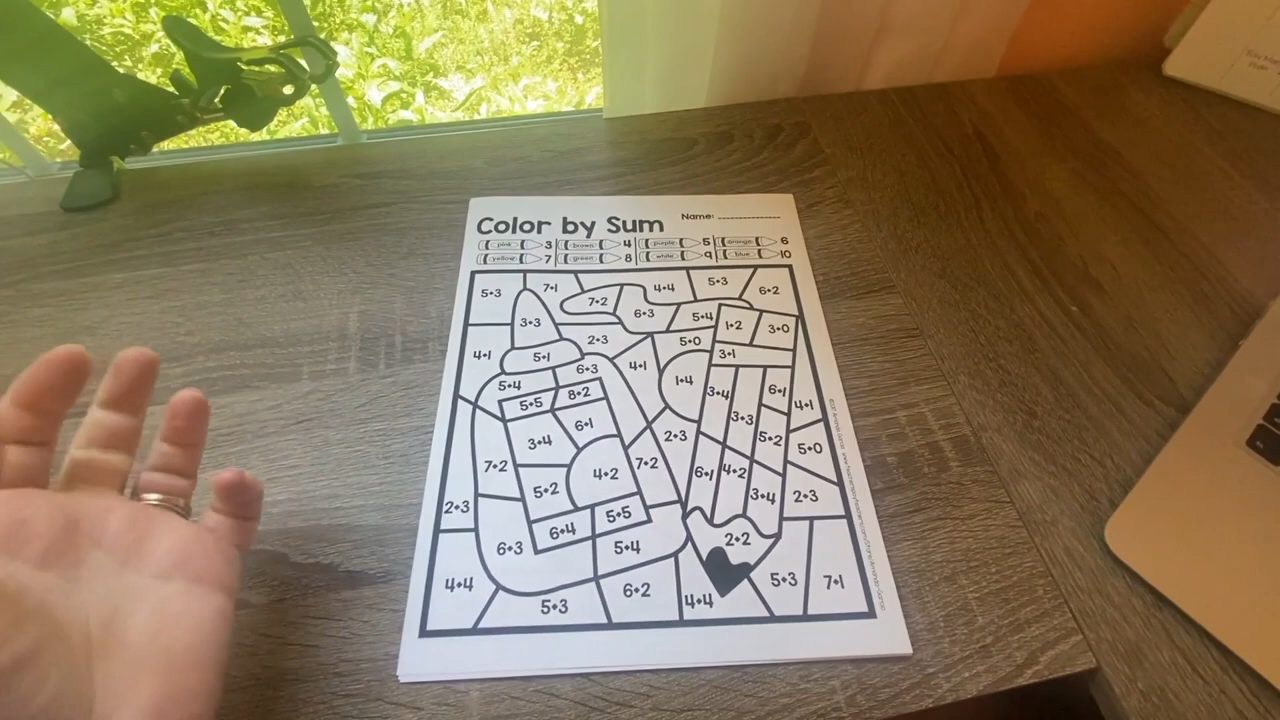 Color by Sum
Name:
pink 3 brown 4 purple 5 orange 6
yellow 7 green 8 white 9 blue 10
5+3 7+1 4+4 5+3 6+2
7+2
3+3 6+3 5+4 1+2 3+0
4+1 5+1 2+3 5+0 3+1
5+4 6+3 4+1 1+4 3+4 6+1 4+1
5+5 8+2 3+3
3+4 6+1 2+3 5+2 5+0
7+2 5+2 4+2 7+2 6+1 4+2 3+4 2+3
2+3 6+4 5+5
6+3 5+4 2+2
4+4 5+3 6+2 4+4 5+3 7+1